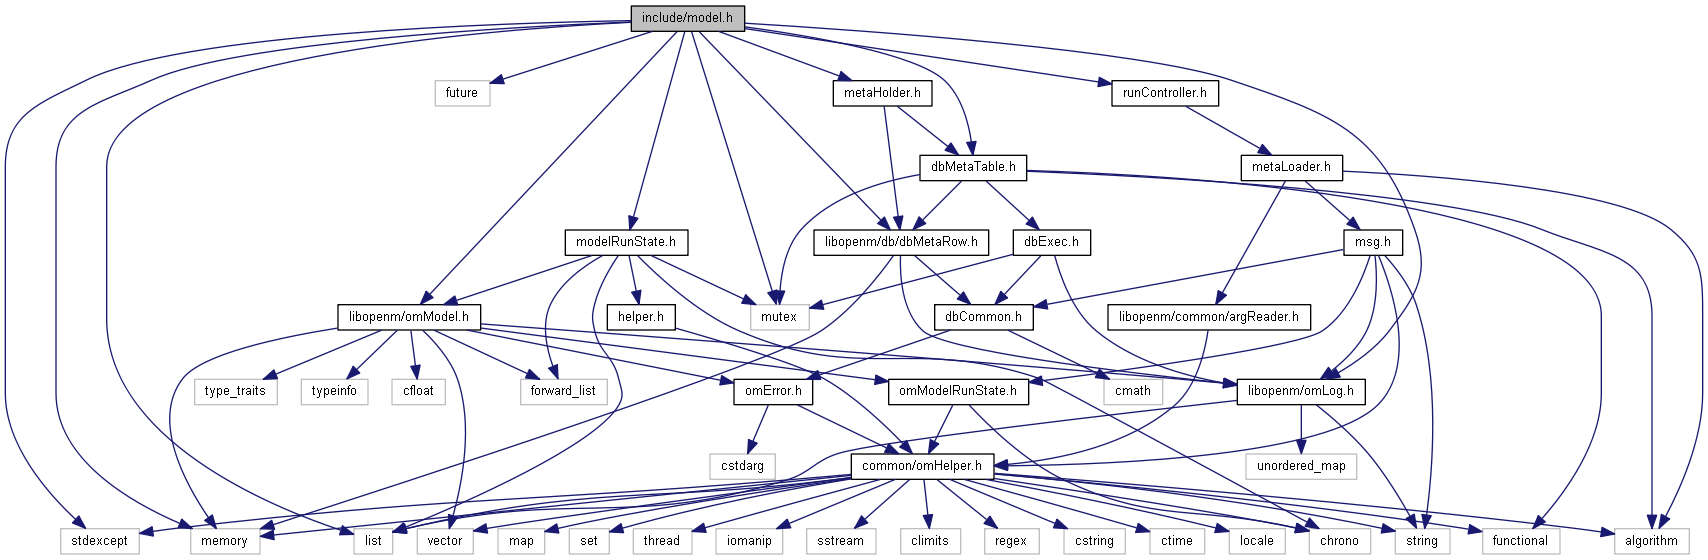 include/model.h
future
metaHolder.h
runController.h
dbMetaTable.h
metaLoader.h
modelRunState.h
libopenm/db/dbMetaRow.h
dbExec.h
msg.h
libopenm/omModel.h
helper.h
mutex
dbCommon.h
libopenm/common/argReader.h
type_traits
typeinfo
cfloat
forward_list
omError.h
omModelRunState.h
cmath
libopenm/omLog.h
cstdarg
common/omHelper.h
unordered_map
stdexcept
memory
list
vector
map
set
thread
iomanip
sstream
climits
regex
cstring
ctime
locale
chrono
string
functional
algorithm